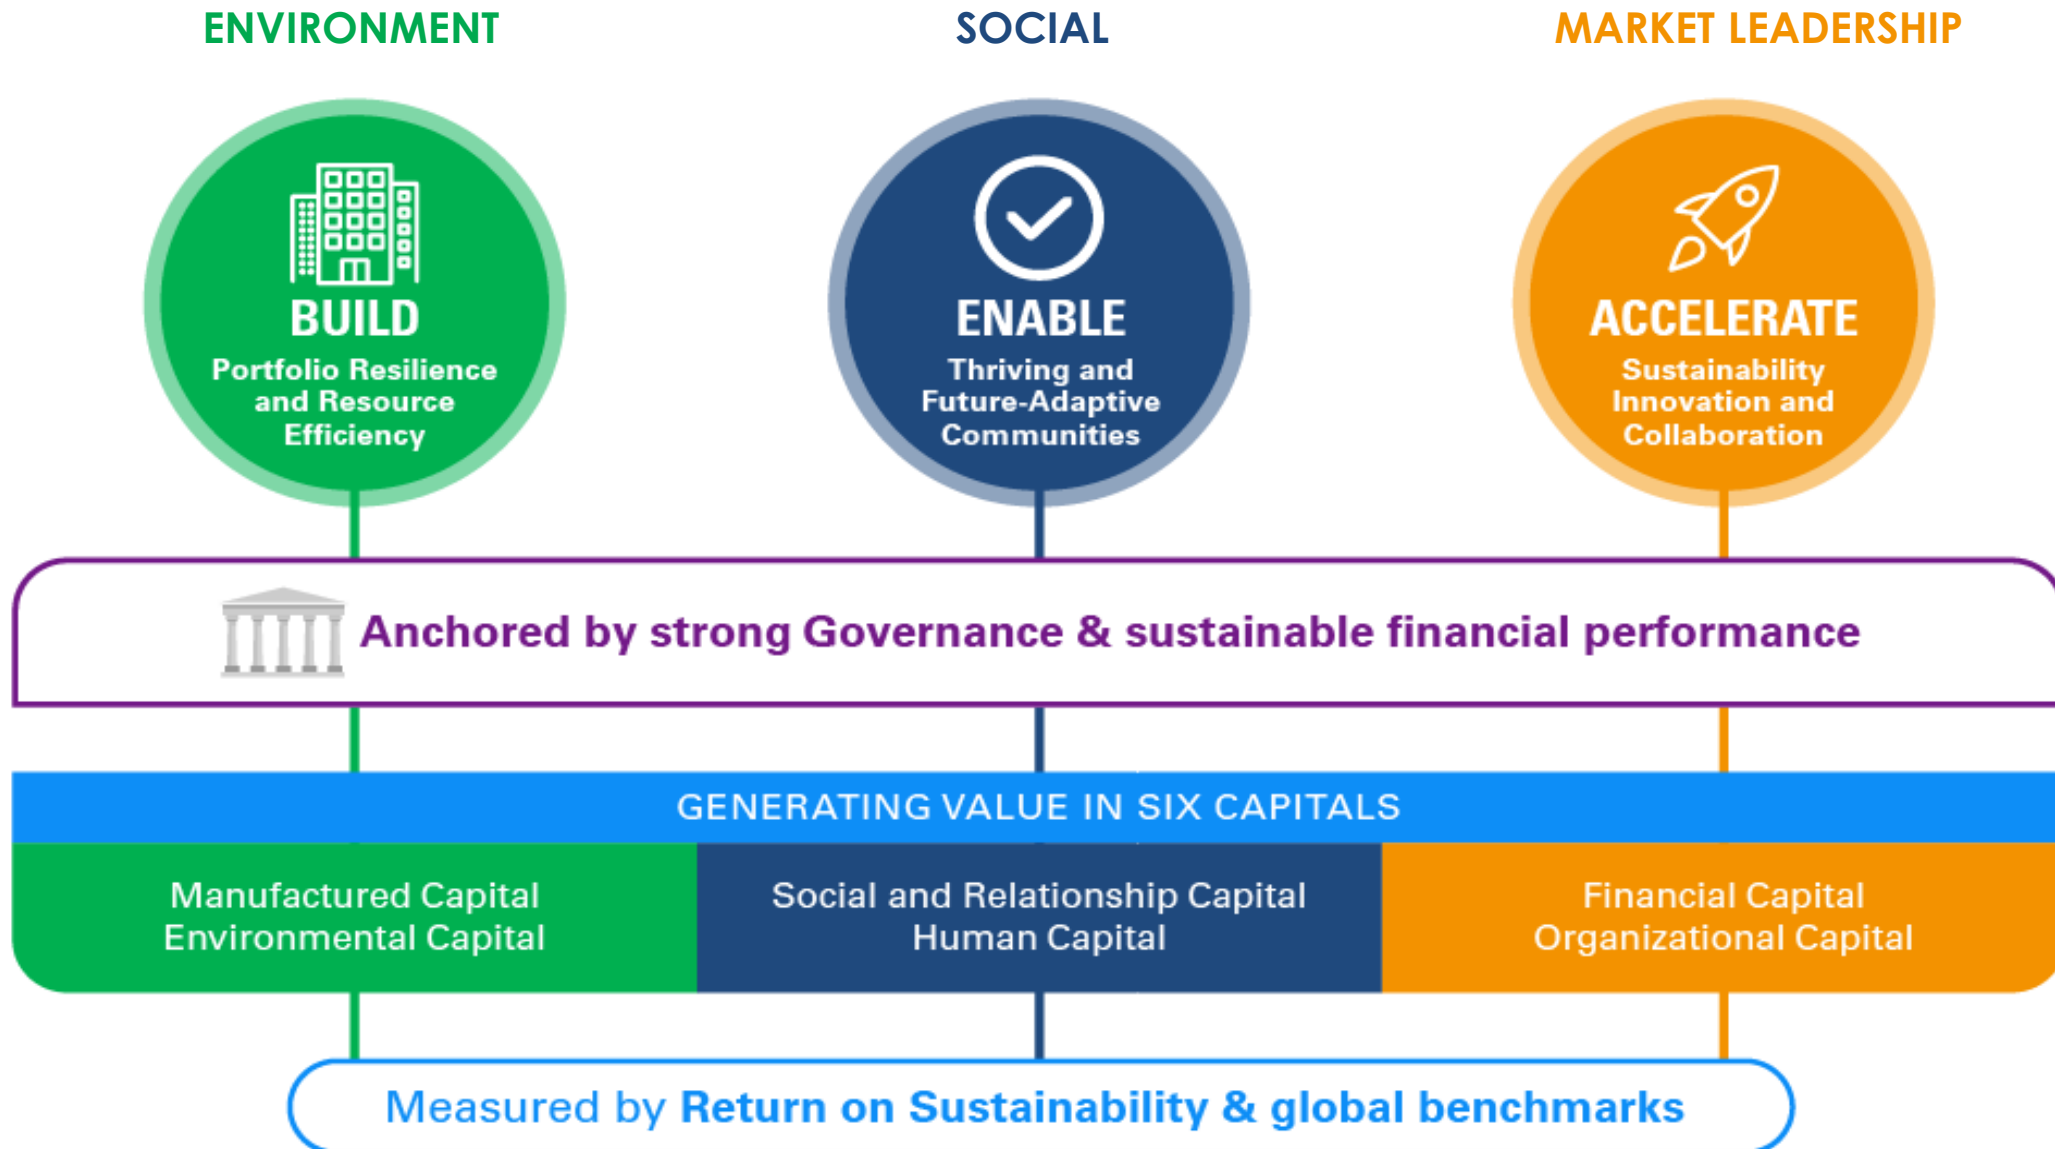 ENVIRONMENT
SOCIAL
MARKET LEADERSHIP
BUILD
Portfolio Resilience
and Resource
Efficiency
ENABLE
Thriving and
Future-Adaptive
Communities
ACCELERATE
Sustainability
Innovation and
Collaboration
Anchored by strong Governance & sustainable financial performance
GENERATING VALUE IN SIX CAPITALS
Manufactured Capital
Environmental Capital
Social and Relationship Capital
Human Capital
Financial Capital
Organizational Capital
Measured by Return on Sustainability & global benchmarks